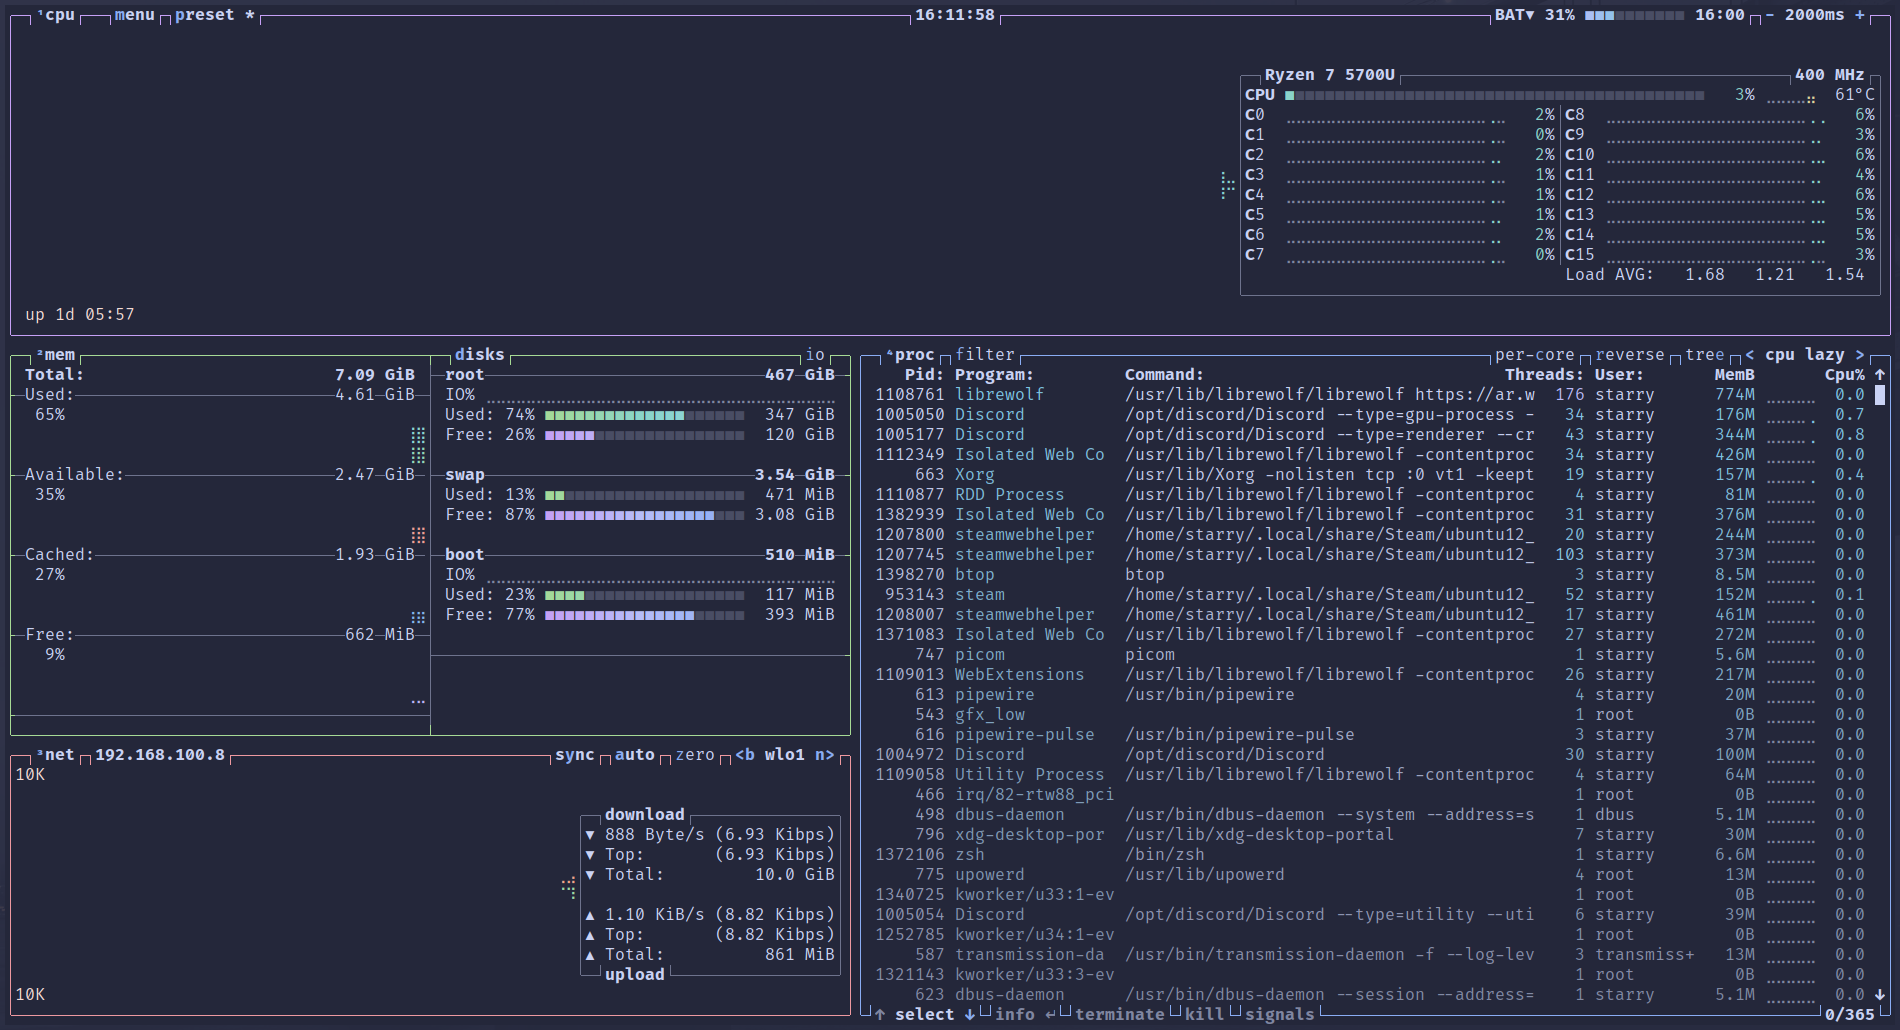 ¹cpu menu preset * 16:11:58 BAT▼ 31% 16:00 - 2000ms +
Ryzen 7 5700U 400 MHz
CPU 3% 61°C
C0 2% C8 6%
C1 0% C9 3%
C2 2% C10 6%
C3 1% C11 4%
C4 1% C12 6%
C5 1% C13 5%
C6 2% C14 5%
C7 0% C15 3%
Load AVG: 1.68 1.21 1.54
up 1d 05:57
²mem
Total: 7.09 GiB
Used: 4.61 GiB
65%
Available: 2.47 GiB
35%
Cached: 1.93 GiB
27%
Free: 662 MiB
9%
disks io
root 467 GiB
IO%
Used: 74% 347 GiB
Free: 26% 120 GiB
swap 3.54 GiB
Used: 13% 471 MiB
Free: 87% 3.08 GiB
boot 510 MiB
IO%
Used: 23% 117 MiB
Free: 77% 393 MiB
³net 192.168.100.8 sync auto zero <b wlo1 n>
10K
download
▼ 888 Byte/s (6.93 Kibps)
▼ Top: (6.93 Kibps)
▼ Total: 10.0 GiB
▲ 1.10 KiB/s (8.82 Kibps)
▲ Top: (8.82 Kibps)
▲ Total: 861 MiB
upload
10K
⁴proc filter per-core reverse tree < cpu lazy >
Pid: Program: Command: Threads: User: MemB Cpu% ↑
1108761 librewolf /usr/lib/librewolf/librewolf https://ar.w 176 starry 774M 0.0
1005050 Discord /opt/discord/Discord --type=gpu-process - 34 starry 176M 0.7
1005177 Discord /opt/discord/Discord --type=renderer --cr 43 starry 344M 0.8
1112349 Isolated Web Co /usr/lib/librewolf/librewolf -contentproc 34 starry 426M 0.0
663 Xorg /usr/lib/Xorg -nolisten tcp :0 vt1 -keept 19 starry 157M 0.4
1110877 RDD Process /usr/lib/librewolf/librewolf -contentproc 4 starry 81M 0.0
1382939 Isolated Web Co /usr/lib/librewolf/librewolf -contentproc 31 starry 376M 0.0
1207800 steamwebhelper /home/starry/.local/share/Steam/ubuntu12_ 20 starry 244M 0.0
1207745 steamwebhelper /home/starry/.local/share/Steam/ubuntu12_ 103 starry 373M 0.0
1398270 btop btop 3 starry 8.5M 0.0
953143 steam /home/starry/.local/share/Steam/ubuntu12_ 52 starry 152M 0.1
1208007 steamwebhelper /home/starry/.local/share/Steam/ubuntu12_ 17 starry 461M 0.0
1371083 Isolated Web Co /usr/lib/librewolf/librewolf -contentproc 27 starry 272M 0.0
747 picom picom 1 starry 5.6M 0.0
1109013 WebExtensions /usr/lib/librewolf/librewolf -contentproc 26 starry 217M 0.0
613 pipewire /usr/bin/pipewire 4 starry 20M 0.0
543 gfx_low 1 root 0B 0.0
616 pipewire-pulse /usr/bin/pipewire-pulse 3 starry 37M 0.0
1004972 Discord /opt/discord/Discord 30 starry 100M 0.0
1109058 Utility Process /usr/lib/librewolf/librewolf -contentproc 4 starry 64M 0.0
466 irq/82-rtw88_pci 1 root 0B 0.0
498 dbus-daemon /usr/bin/dbus-daemon --system --address=s 1 dbus 5.1M 0.0
796 xdg-desktop-por /usr/lib/xdg-desktop-portal 7 starry 30M 0.0
1372106 zsh /bin/zsh 1 starry 6.6M 0.0
775 upowerd /usr/lib/upowerd 4 root 13M 0.0
1340725 kworker/u33:1-ev 1 root 0B 0.0
1005054 Discord /opt/discord/Discord --type=utility --uti 6 starry 39M 0.0
1252785 kworker/u34:1-ev 1 root 0B 0.0
587 transmission-da /usr/bin/transmission-daemon -f --log-lev 3 transmiss+ 13M 0.0
1321143 kworker/u33:3-ev 1 root 0B 0.0
623 dbus-daemon /usr/bin/dbus-daemon --session --address= 1 starry 5.1M 0.0 ↓
↑ select ↓ info ↵ terminate kill signals 0/365